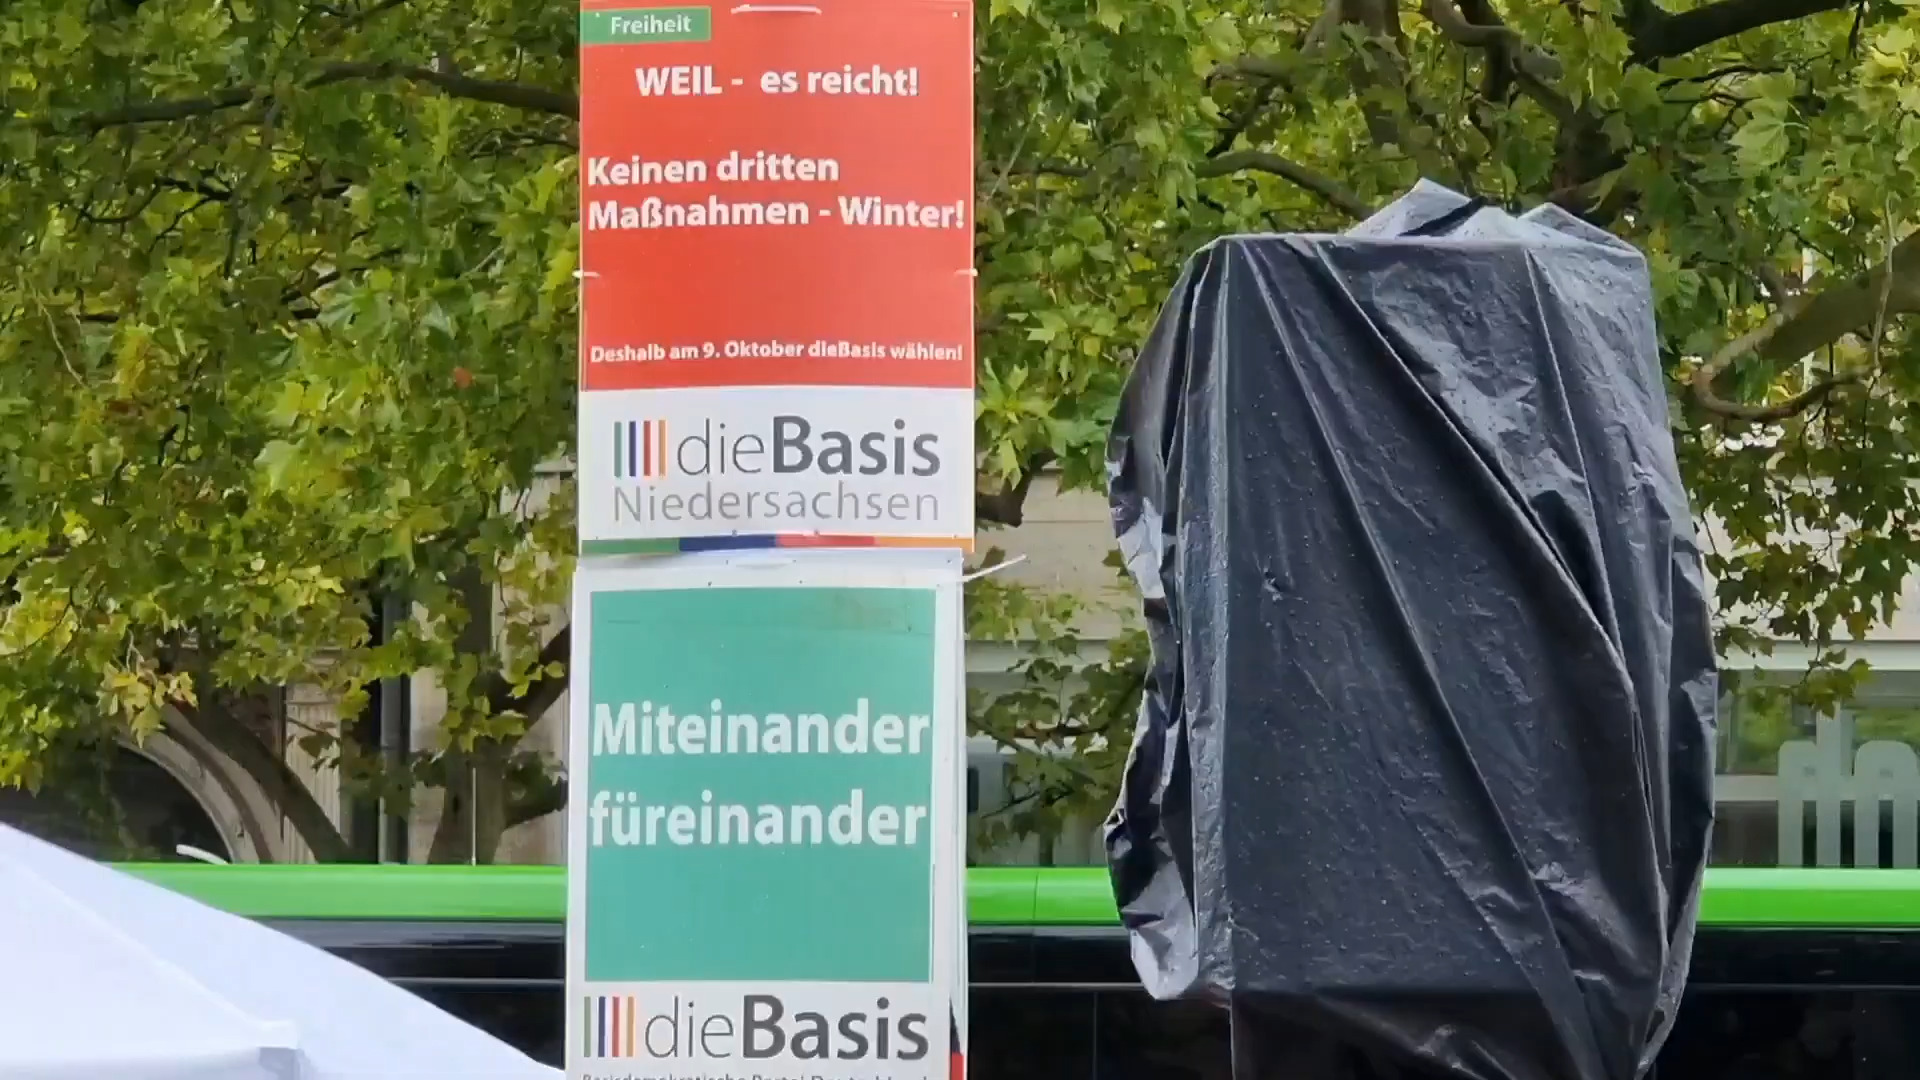 Freiheit
WEIL - es reicht!
Keinen dritten
Maßnahmen - Winter!
Deshalb am 9. Oktober dieBasis wählen!
dieBasis
Niedersachsen
Miteinander
füreinander
dieBasis